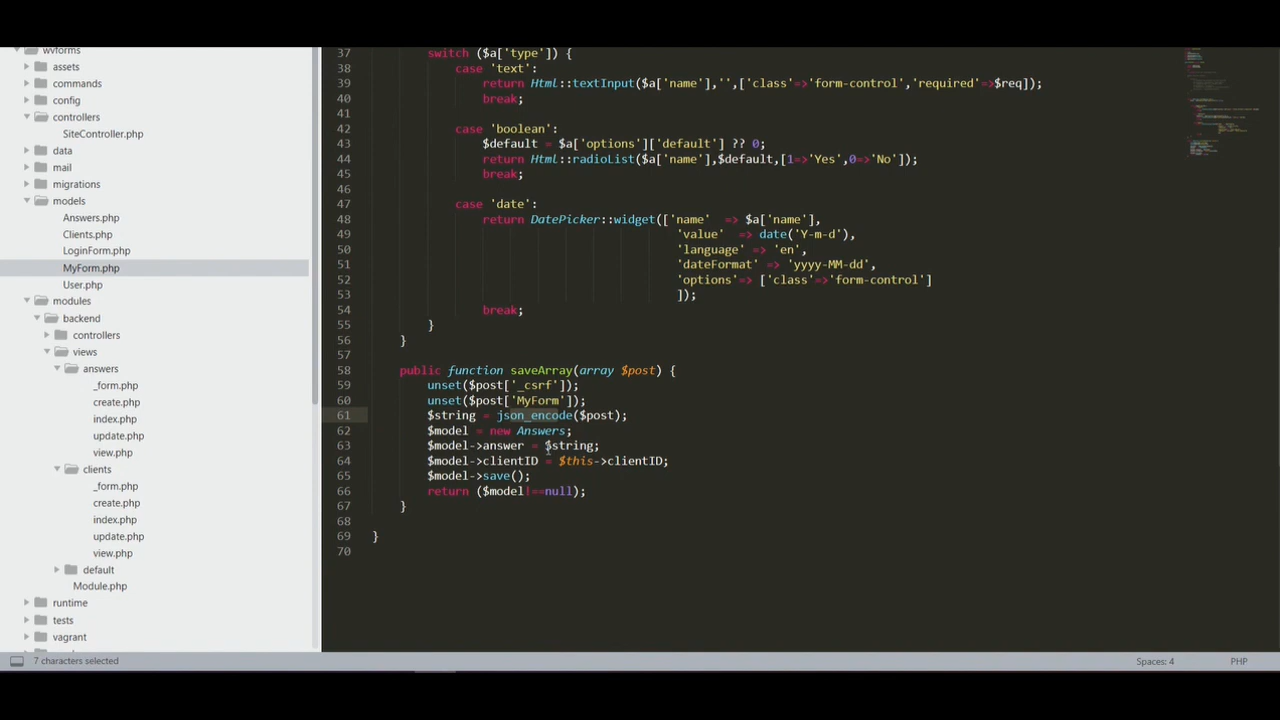 wvforms
assets
commands
config
controllers
SiteController.php
data
mail
migrations
models
Answers.php
Clients.php
LoginForm.php
MyForm.php
User.php
modules
backend
controllers
views
answers
_form.php
create.php
index.php
update.php
view.php
clients
_form.php
create.php
index.php
update.php
view.php
default
Module.php
runtime
tests
vagrant
37 switch ($a['type']) {
38 case 'text':
39 return Html::textInput($a['name'],'',['class'=>'form-control','required'=>$req]);
40 break;
41
42 case 'boolean':
43 $default = $a['options']['default'] ?? 0;
44 return Html::radioList($a['name'],$default,[1=>'Yes',0=>'No']);
45 break;
46
47 case 'date':
48 return DatePicker::widget(['name' => $a['name'],
49 'value' => date('Y-m-d'),
50 'language' => 'en',
51 'dateFormat' => 'yyyy-MM-dd',
52 'options'=> ['class'=>'form-control']
53 ]);
54 break;
55 }
56 }
57
58 public function saveArray(array $post) {
59 unset($post['_csrf']);
60 unset($post['MyForm']);
61 $string = json_encode($post);
62 $model = new Answers;
63 $model->answer = $string;
64 $model->clientID = $this->clientID;
65 $model->save();
66 return ($model!==null);
67 }
68
69 }
70
7 characters selected
Spaces: 4
PHP